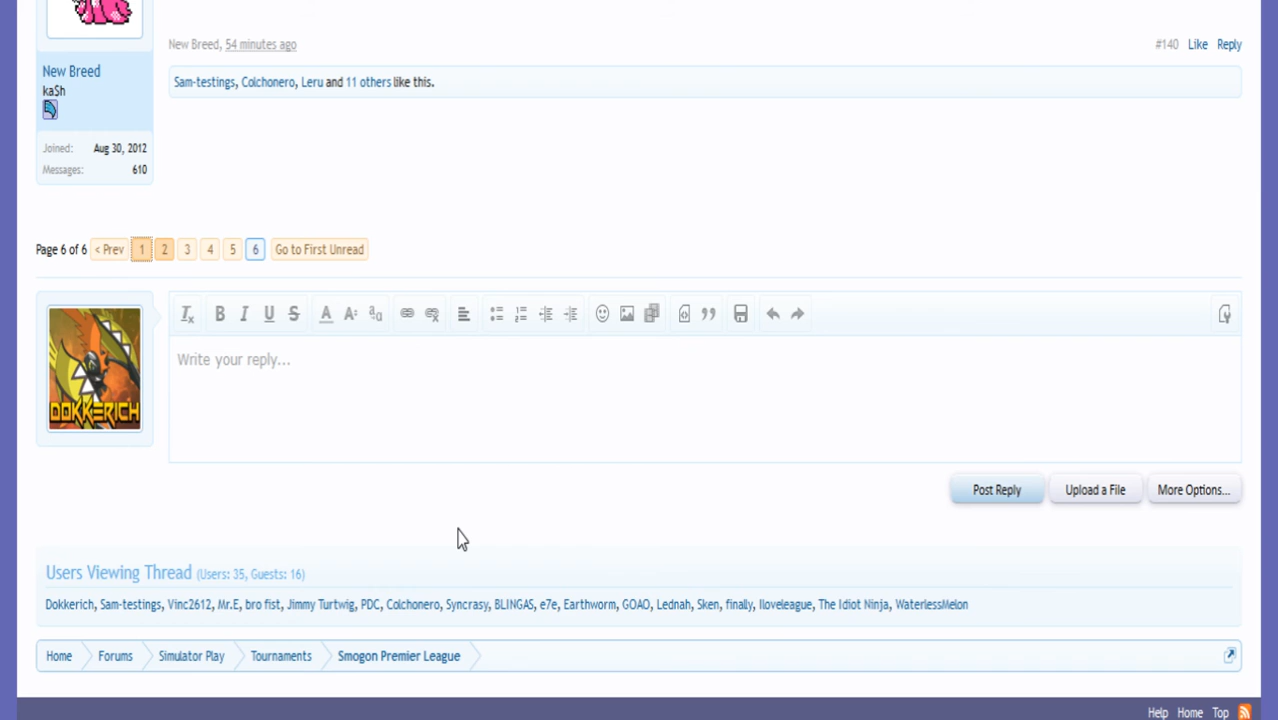 New Breed, 54 minutes ago #140 Like Reply
New Breed
ka$h
Sam-testings, Colchonero, Leru and 11 others like this.
Joined: Aug 30, 2012
Messages: 610
Page 6 of 6 < Prev 1 2 3 4 5 6 Go to First Unread
Write your reply...
DOKKERICH
Post Reply Upload a File More Options...
Users Viewing Thread (Users: 35, Guests: 16)
Dokkerich, Sam-testings, Vinc2612, Mr.E, bro fist, Jimmy Turtwig, PDC, Colchonero, Syncrasy, BLINGAS, e7e, Earthworm, GOAO, Lednah, Sken, finally, Iloveleague, The Idiot Ninja, WaterlessMelon
Home Forums Simulator Play Tournaments Smogon Premier League
Help Home Top